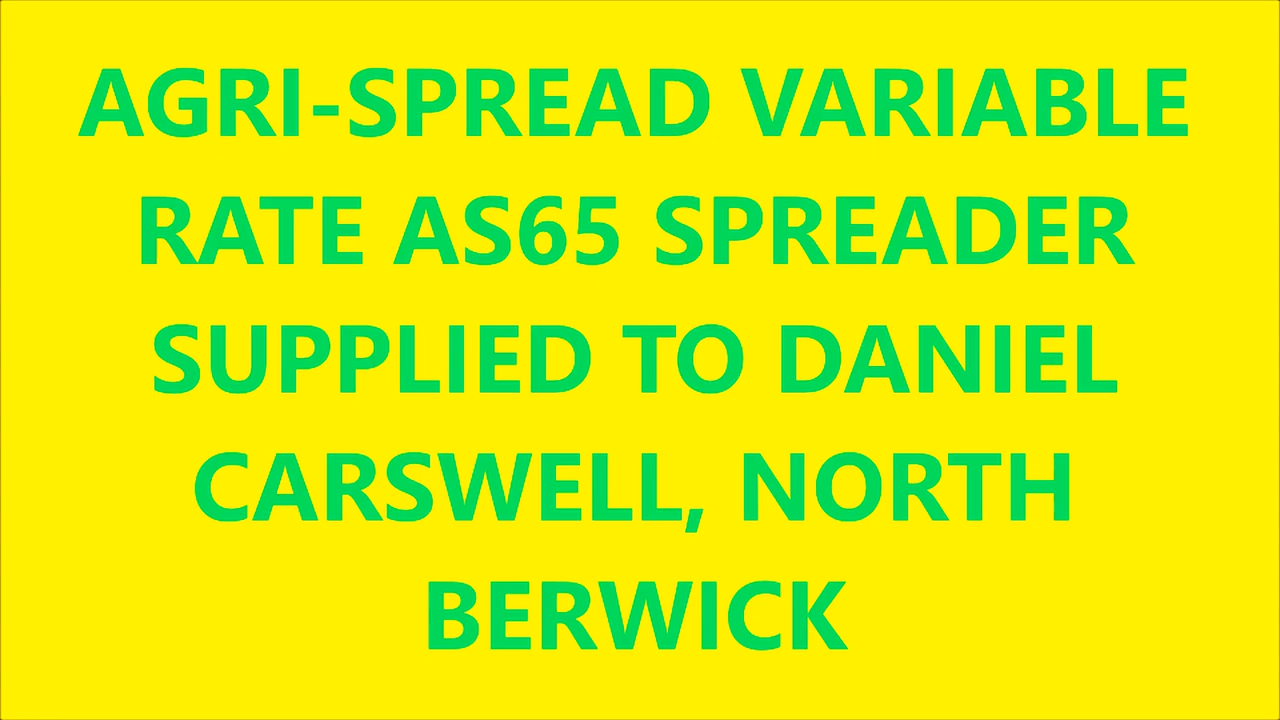 AGRI-SPREAD VARIABLE
RATE AS65 SPREADER
SUPPLIED TO DANIEL
CARSWELL, NORTH
BERWICK